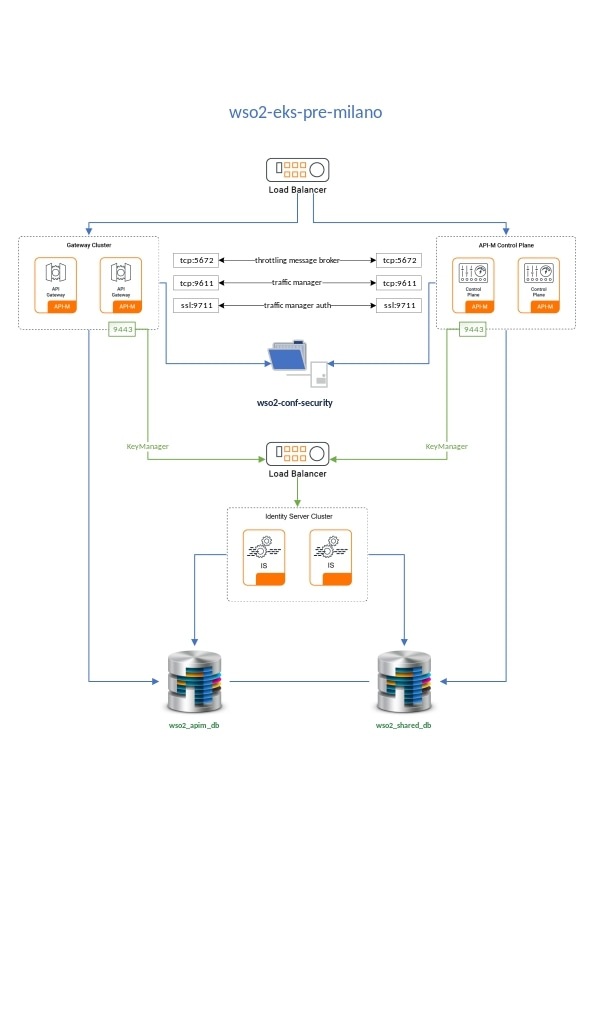 wso2-eks-pre-milano
Load Balancer
Gateway Cluster
API-M Control Plane
API
Gateway
API-M
API
Gateway
API-M
tcp:5672
throttling message broker
tcp:5672
tcp:9611
traffic manager
tcp:9611
ssl:9711
traffic manager auth
ssl:9711
Control
Plane
API-M
Control
Plane
API-M
9443
9443
wso2-conf-security
KeyManager
KeyManager
Load Balancer
Identity Server Cluster
IS
IS
wso2_apim_db
wso2_shared_db